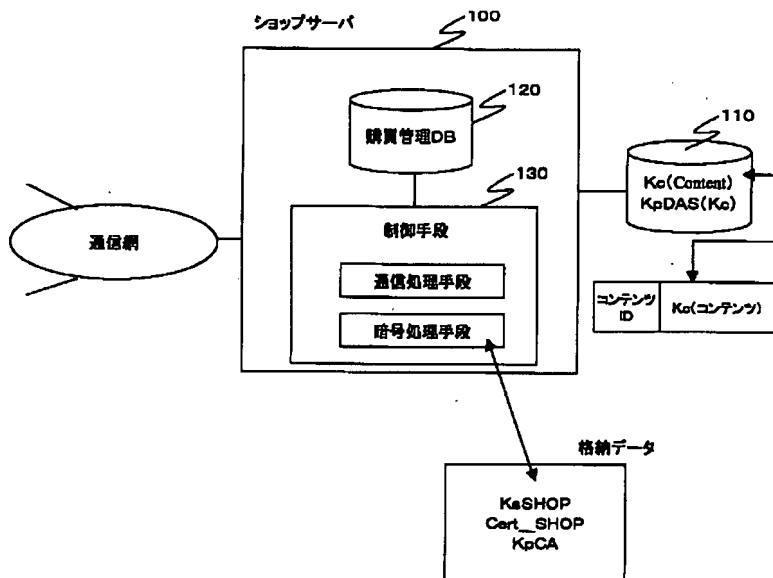 ショップサーバ
100
120
購買管理DB
110
Kc(Content)
KpDAS(Kc)
130
制御手段
通信網
通信処理手段
暗号処理手段
コンテンツ
ID
Kc(コンテンツ)
格納データ
KsSHOP
Cert__SHOP
KpCA